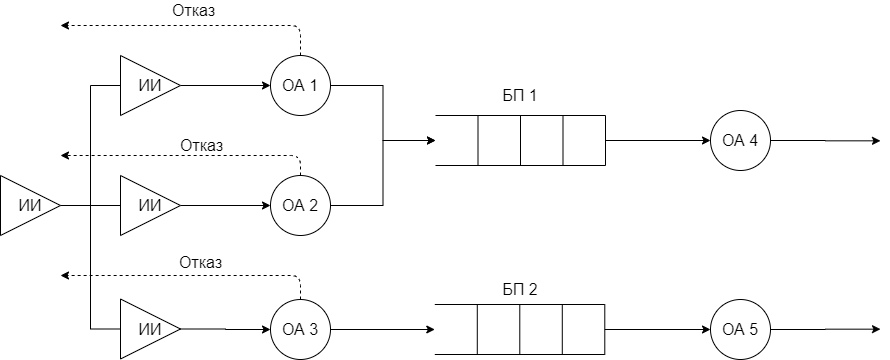 Отказ
ИИ
ОА 1
БП 1
ОА 4
Отказ
ИИ
ИИ
ОА 2
Отказ
ИИ
ОА 3
БП 2
ОА 5